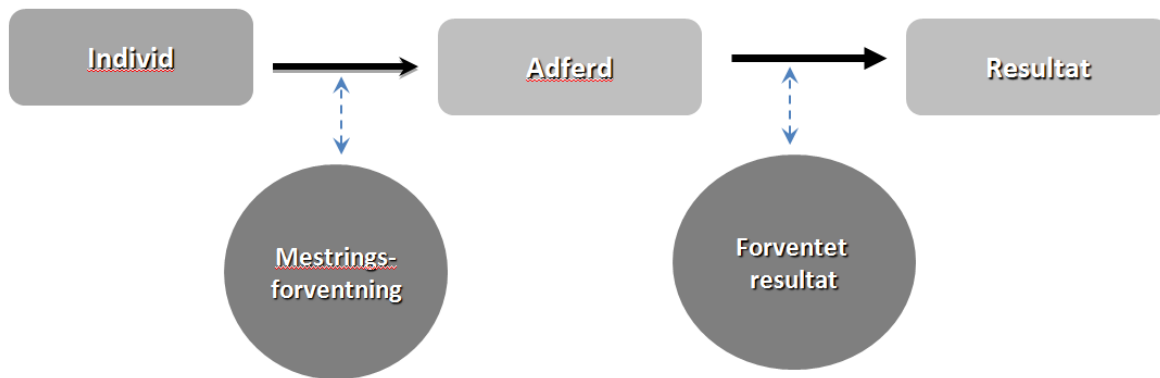 Individ
Adferd
Resultat
Mestrings-
forventning
Forventet
resultat